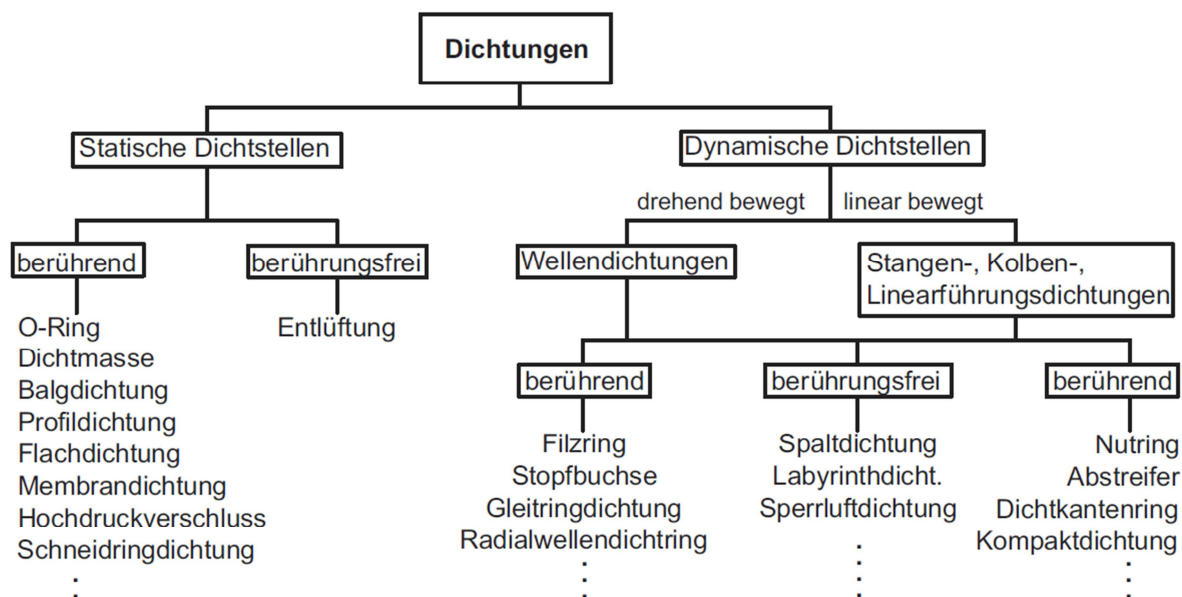 Dichtungen
Statische Dichtstellen
Dynamische Dichtstellen
drehend bewegt
linear bewegt
berührend
berührungsfrei
Wellendichtungen
Stangen-, Kolben-,
Linearführungsdichtungen
O-Ring
Dichtmasse
Balgdichtung
Profildichtung
Flachdichtung
Membrandichtung
Hochdruckverschluss
Schneidringdichtung
Entlüftung
berührend
berührungsfrei
berührend
Filzring
Stopfbuchse
Gleitringdichtung
Radialwellendichtring
Spaltdichtung
Labyrinthdicht.
Sperrluftdichtung
Nutring
Abstreifer
Dichtkantenring
Kompaktdichtung